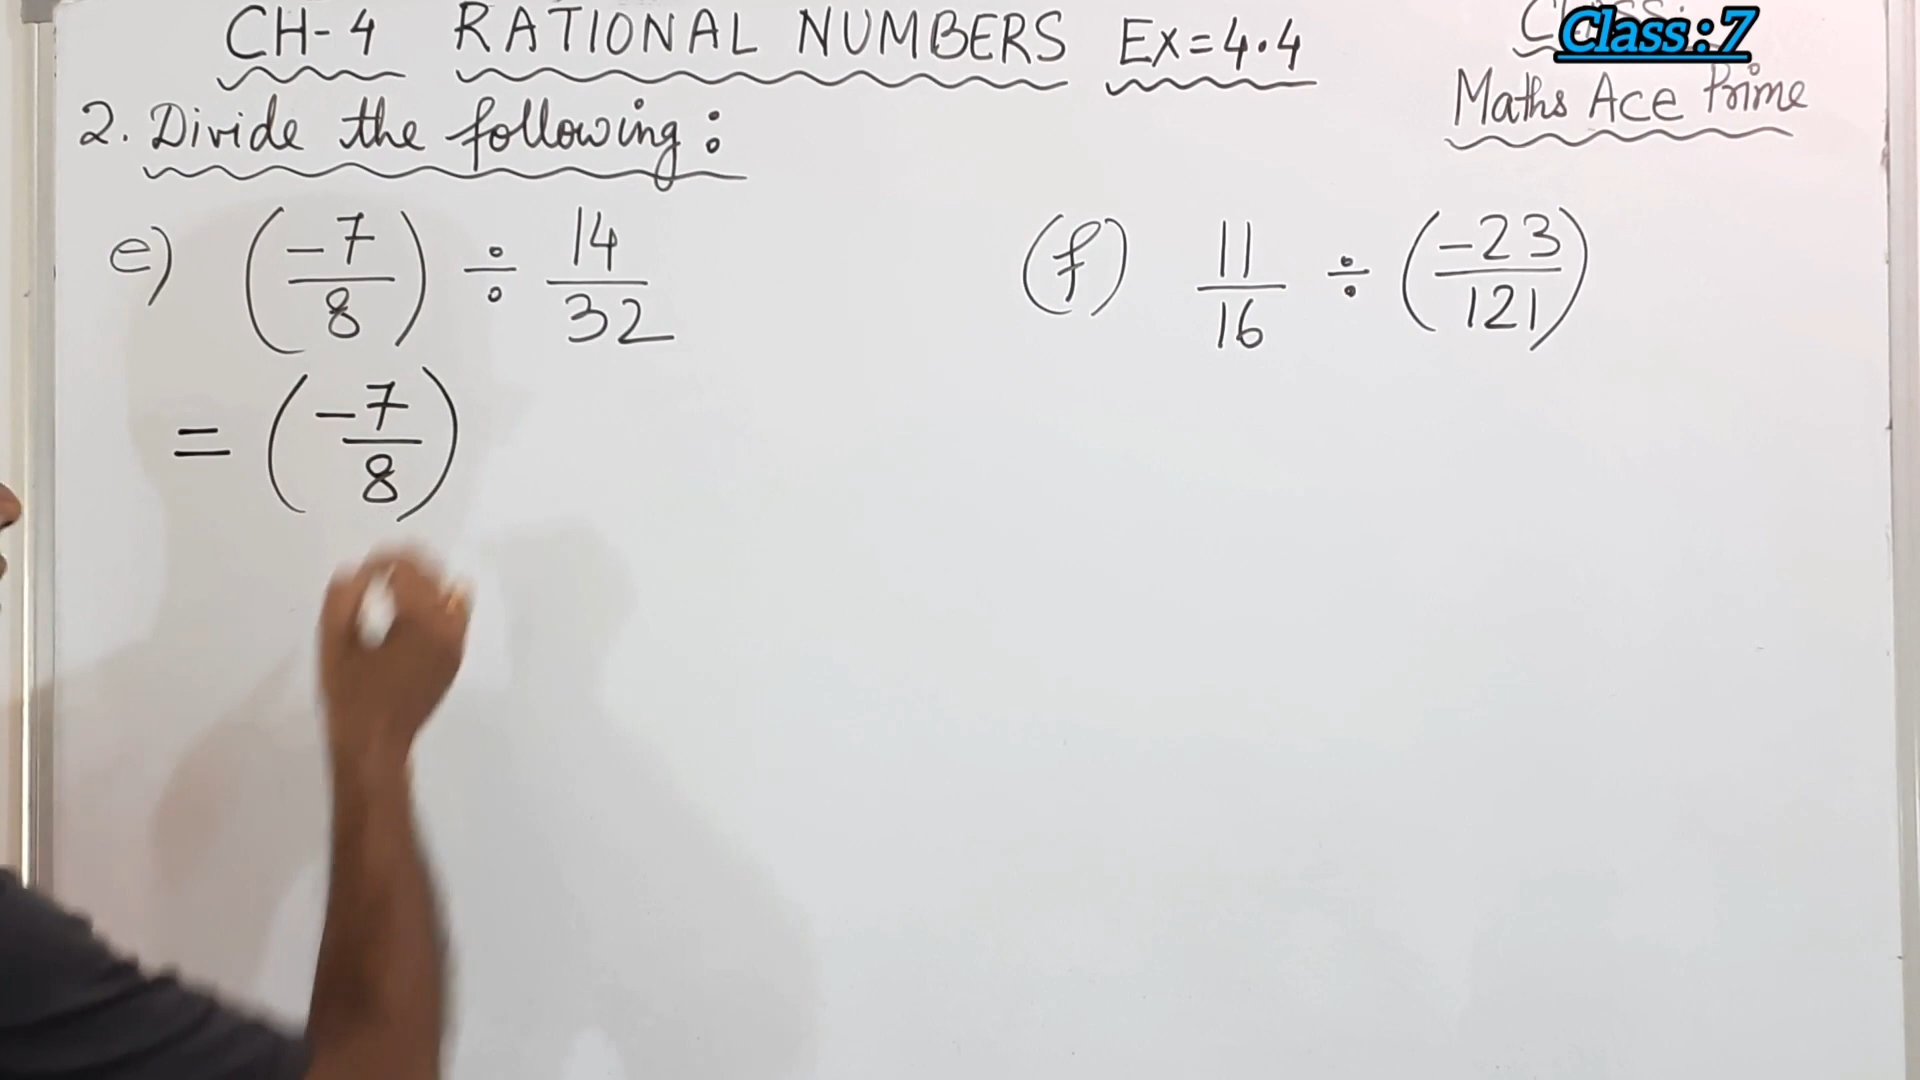 CH-4 RATIONAL NUMBERS Ex=4.4
Class:7
Maths Ace Prime
2. Divide the following:
e) (-7/8) ÷ 14/32
= (-7/8)
(f) 11/16 ÷ (-23/121)